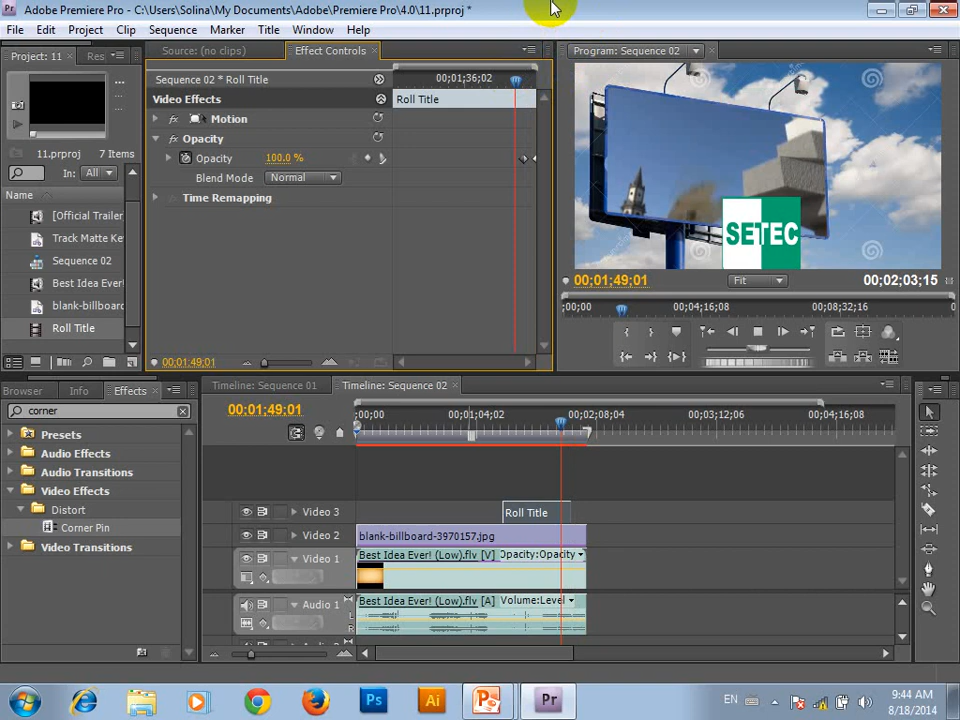 Adobe Premiere Pro - C:\Users\Solina\My Documents\Adobe\Premiere Pro\4.0\11.prproj *
File Edit Project Clip Sequence Marker Title Window Help
Project: 11 × Res
Source: (no clips) Effect Controls ×
Program: Sequence 02
Sequence 02 * Roll Title
00;01;36;02
Video Effects
Roll Title
fx Motion
fx Opacity
Opacity 100.0 %
Blend Mode Normal
Time Remapping
11.prproj 7 Items
In: All
Name
[Official Trailer
Track Matte Ke
Sequence 02
Best Idea Ever!
blank-billboard
Roll Title
00;01;49;01
SETEC
00;01;49;01 Fit 00;02;03;15
;00;00 00;04;16;08 00;08;32;16
Browser Info Effects ×
corner
Presets
Audio Effects
Audio Transitions
Video Effects
Distort
Corner Pin
Video Transitions
Timeline: Sequence 01 Timeline: Sequence 02 ×
00;01;49;01
;00;00 00;01;04;02 00;02;08;04 00;03;12;06 00;04;16;08
Video 3 Roll Title
Video 2 blank-billboard-3970157.jpg
Video 1 Best Idea Ever! (Low).flv [V] Opacity:Opacity
Audio 1 Best Idea Ever! (Low).flv [A] Volume:Level
L
R
Ps Ai Pr
EN
9:44 AM
8/18/2014